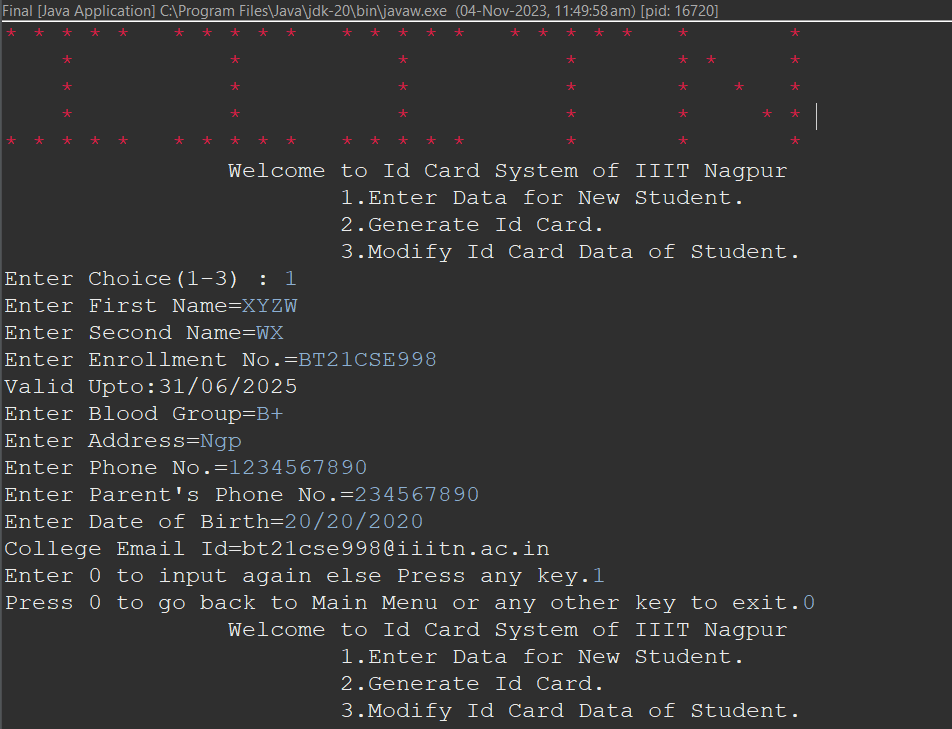 Final [Java Application] C:\Program Files\Java\jdk-20\bin\javaw.exe (04-Nov-2023, 11:49:58 am) [pid: 16720]
* * * * *   * * * * *   * * * * *   * * * * *   *       *
    *           *           *           *       * *     *
    *           *           *           *       *   *   *
    *           *           *           *       *     * *
* * * * *   * * * * *   * * * * *       *       *       *
Welcome to Id Card System of IIIT Nagpur
1.Enter Data for New Student.
2.Generate Id Card.
3.Modify Id Card Data of Student.
Enter Choice(1-3) : 1
Enter First Name=XYZW
Enter Second Name=WX
Enter Enrollment No.=BT21CSE998
Valid Upto:31/06/2025
Enter Blood Group=B+
Enter Address=Ngp
Enter Phone No.=1234567890
Enter Parent's Phone No.=234567890
Enter Date of Birth=20/20/2020
College Email Id=bt21cse998@iiitn.ac.in
Enter 0 to input again else Press any key.1
Press 0 to go back to Main Menu or any other key to exit.0
Welcome to Id Card System of IIIT Nagpur
1.Enter Data for New Student.
2.Generate Id Card.
3.Modify Id Card Data of Student.